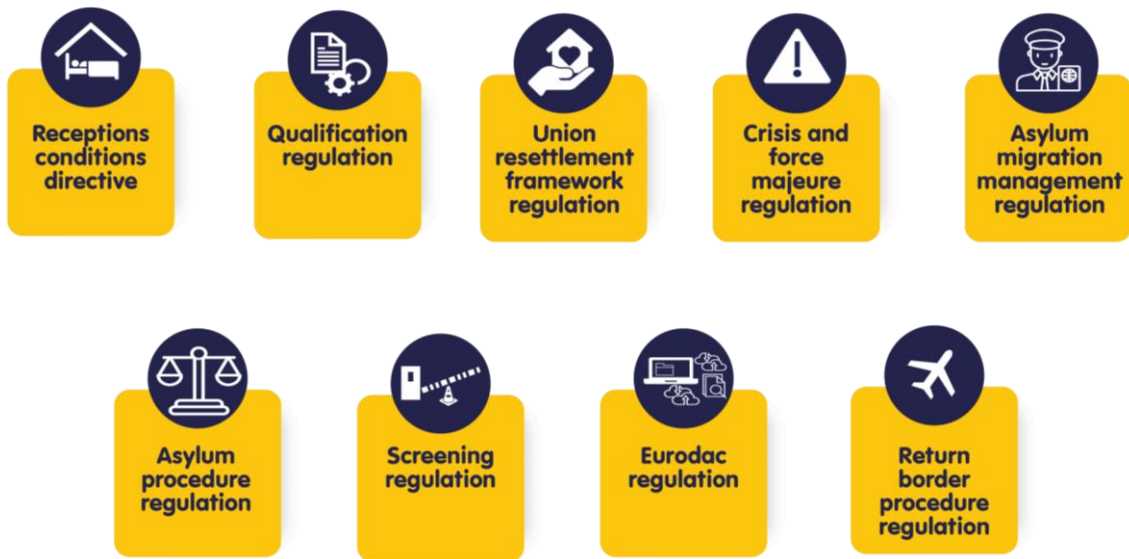 Receptions
conditions
directive
Qualification
regulation
Union
resettlement
framework
regulation
Crisis and
force
majeure
regulation
Asylum
migration
management
regulation
Asylum
procedure
regulation
Screening
regulation
Eurodac
regulation
Return
border
procedure
regulation